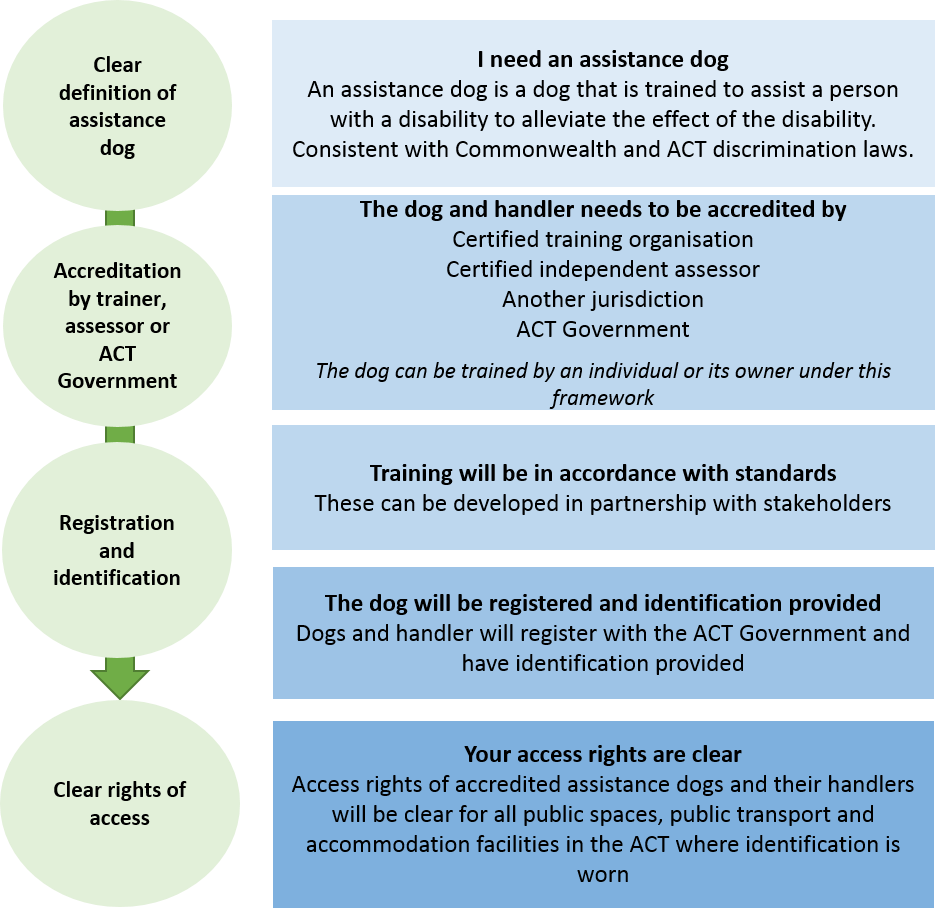 Clear
definition of
assistance
dog
I need an assistance dog
An assistance dog is a dog that is trained to assist a person
with a disability to alleviate the effect of the disability.
Consistent with Commonwealth and ACT discrimination laws.
Accreditation
by trainer,
assessor or
ACT
Government
The dog and handler needs to be accredited by
Certified training organisation
Certified independent assessor
Another jurisdiction
ACT Government
The dog can be trained by an individual or its owner under this
framework
Registration
and
identification
Training will be in accordance with standards
These can be developed in partnership with stakeholders
The dog will be registered and identification provided
Dogs and handler will register with the ACT Government and
have identification provided
Clear rights of
access
Your access rights are clear
Access rights of accredited assistance dogs and their handlers
will be clear for all public spaces, public transport and
accommodation facilities in the ACT where identification is
worn